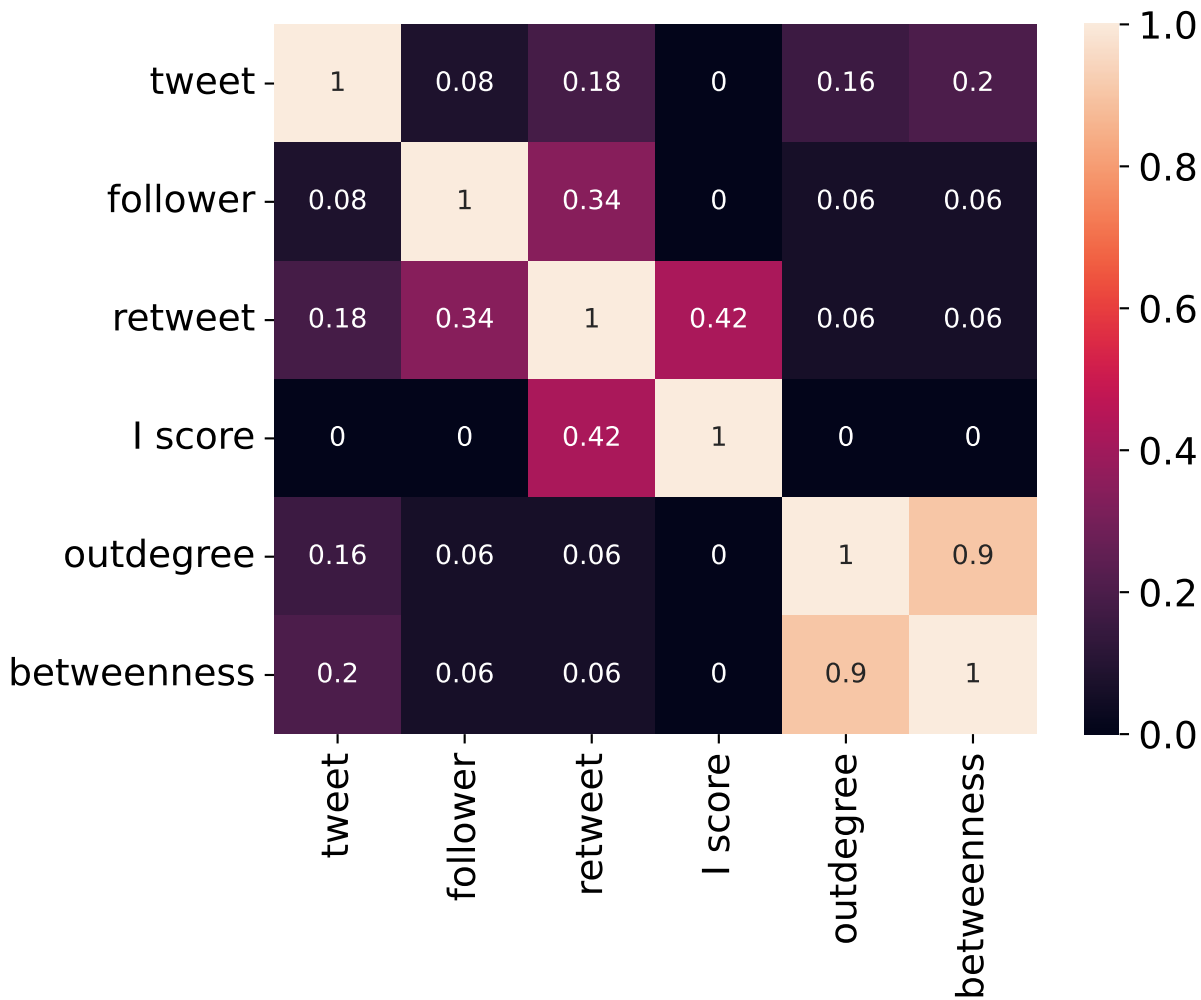 tweet 1 0.08 0.18 0 0.16 0.2
follower 0.08 1 0.34 0 0.06 0.06
retweet 0.18 0.34 1 0.42 0.06 0.06
I score 0 0 0.42 1 0 0
outdegree 0.16 0.06 0.06 0 1 0.9
betweenness 0.2 0.06 0.06 0 0.9 1
tweet
follower
retweet
I score
outdegree
betweenness
1.0
0.8
0.6
0.4
0.2
0.0